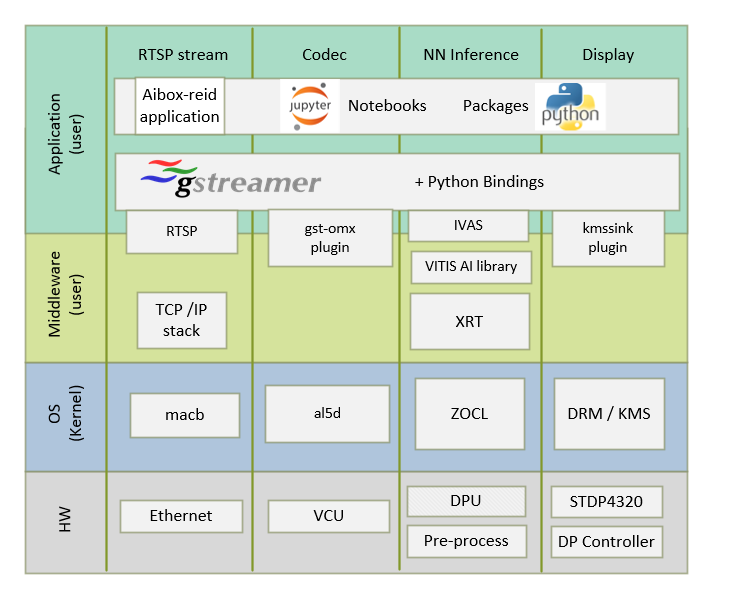 RTSP stream
Codec
NN Inference
Display
Application
(user)
Aibox-reid
application
jupyter
Notebooks
Packages
python
gstreamer
+ Python Bindings
RTSP
gst-omx
plugin
IVAS
kmssink
plugin
Middleware
(user)
VITIS AI library
TCP /IP
stack
XRT
OS
(Kernel)
macb
al5d
ZOCL
DRM / KMS
HW
Ethernet
VCU
DPU
Pre-process
STDP4320
DP Controller